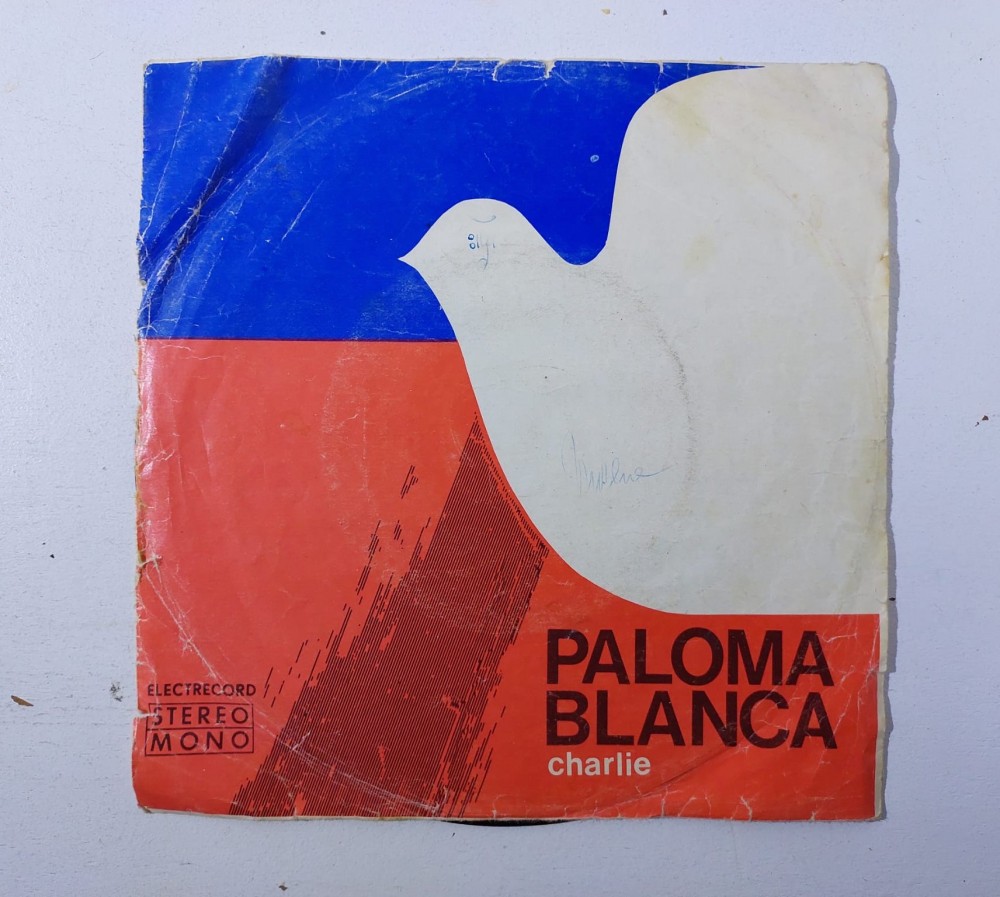 ELECTRECORD
STEREO
MONO
PALOMA
BLANCA
charlie